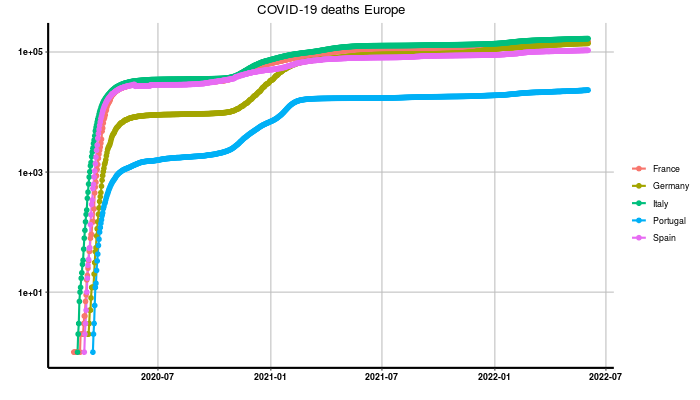 COVID-19 deaths Europe
1e+05
1e+03
1e+01
2020-07
2021-01
2021-07
2022-01
2022-07
France
Germany
Italy
Portugal
Spain